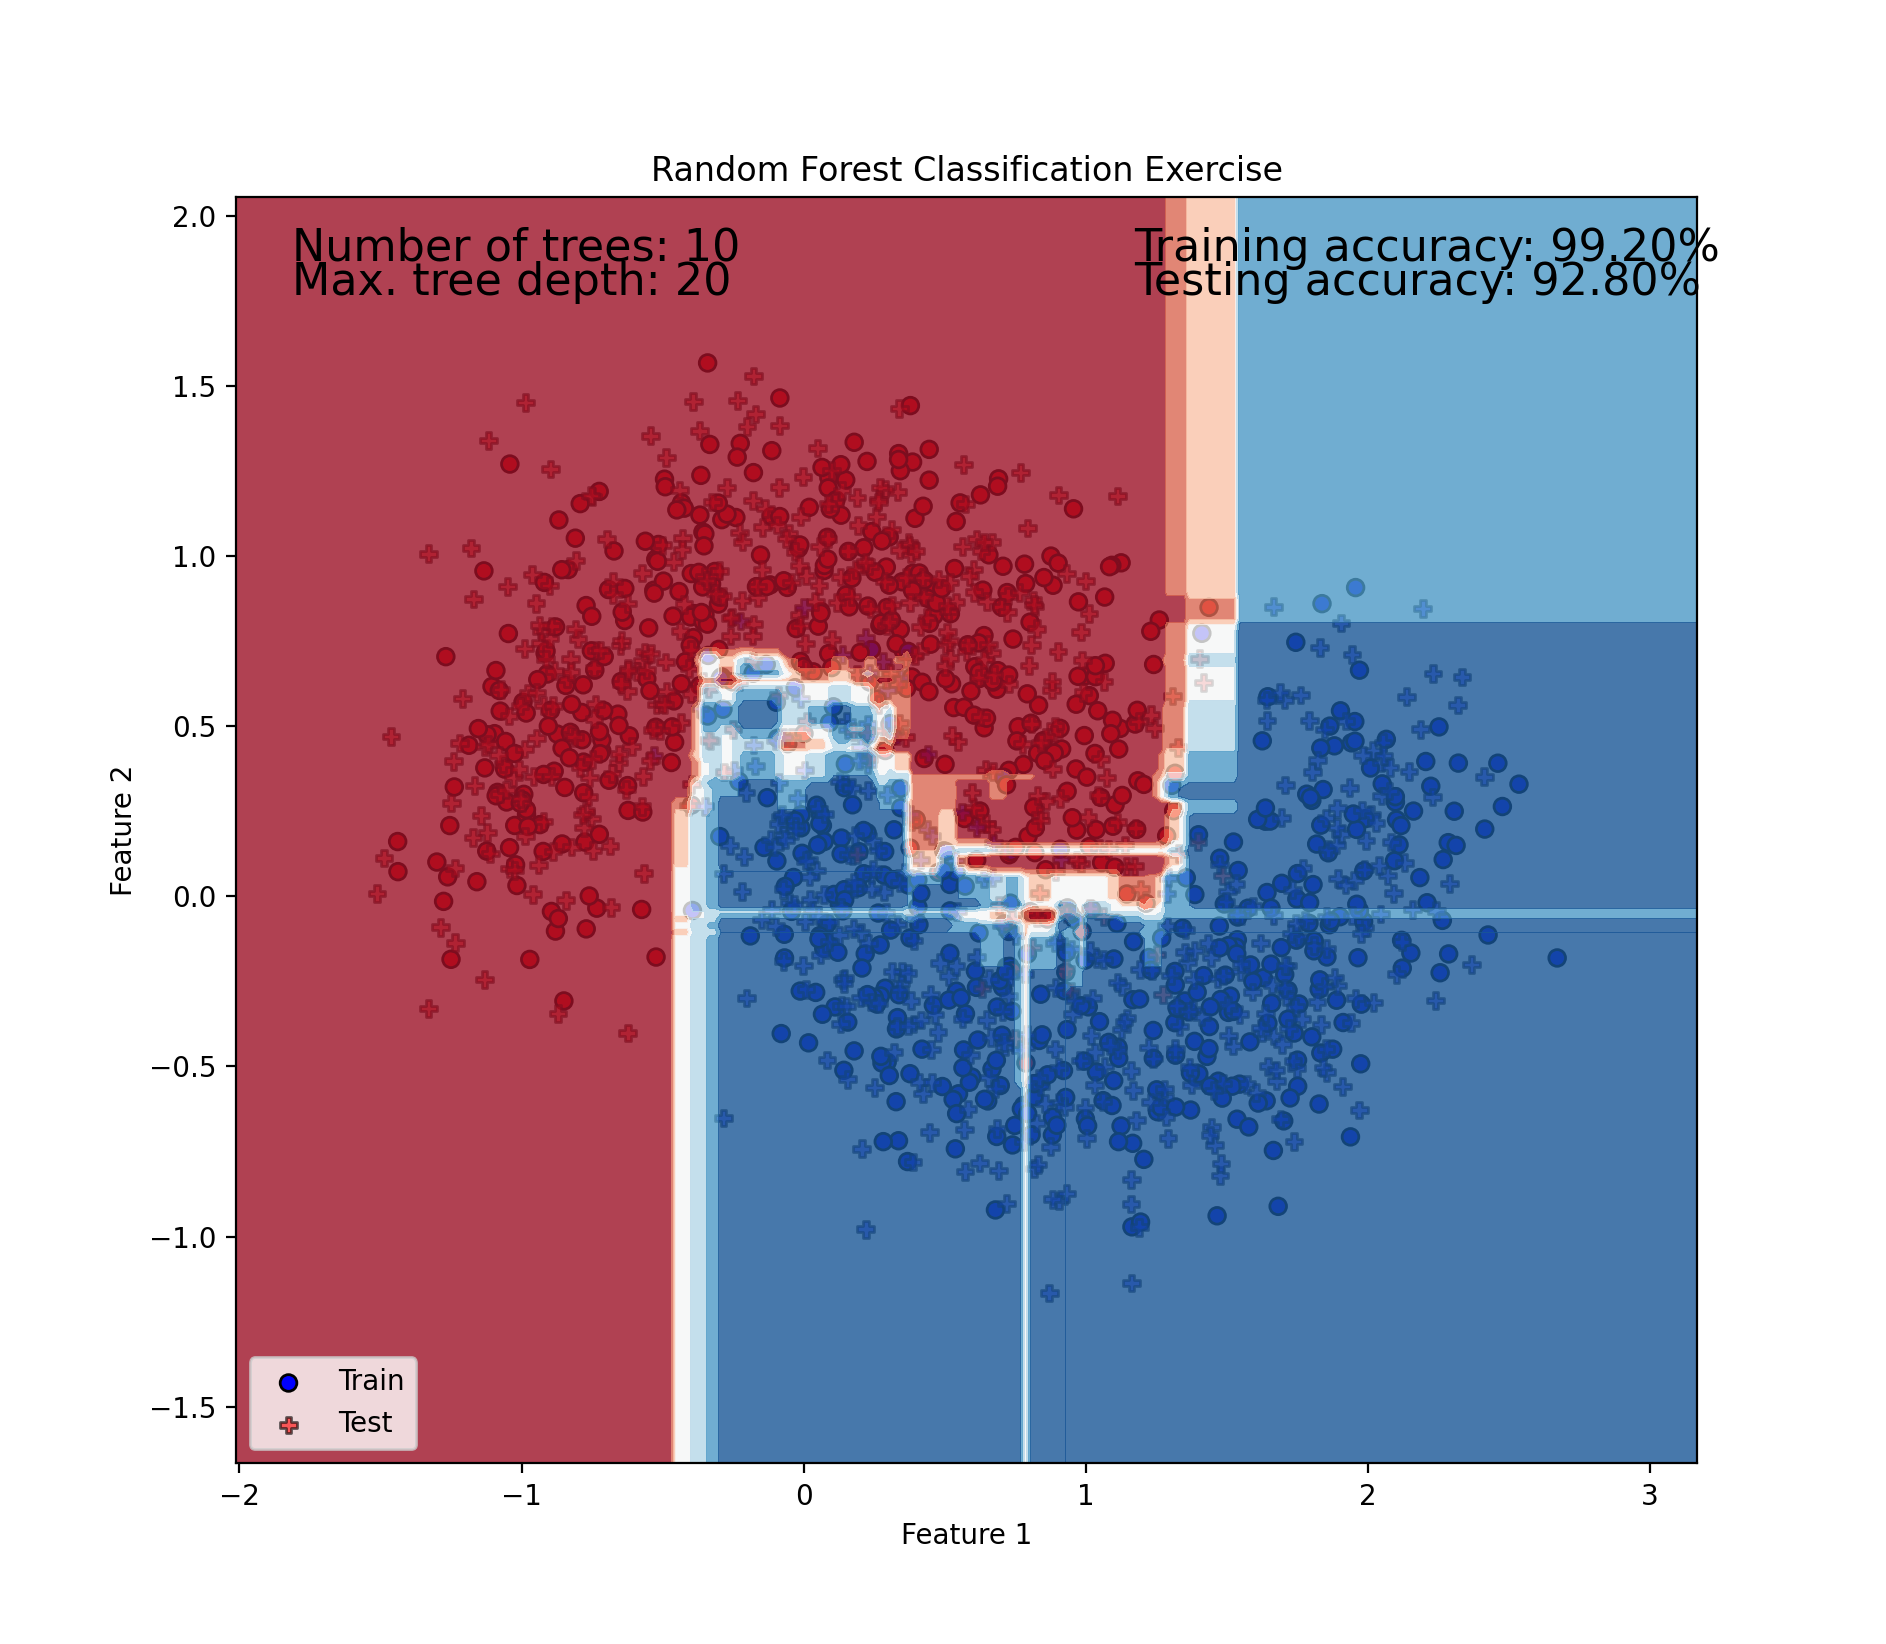 Random Forest Classification Exercise
Number of trees: 10
Max. tree depth: 20
Training accuracy: 99.20%
Testing accuracy: 92.80%
2.0
1.5
1.0
0.5
0.0
−0.5
−1.0
−1.5
Feature 2
Train
Test
−2
−1
0
1
2
3
Feature 1